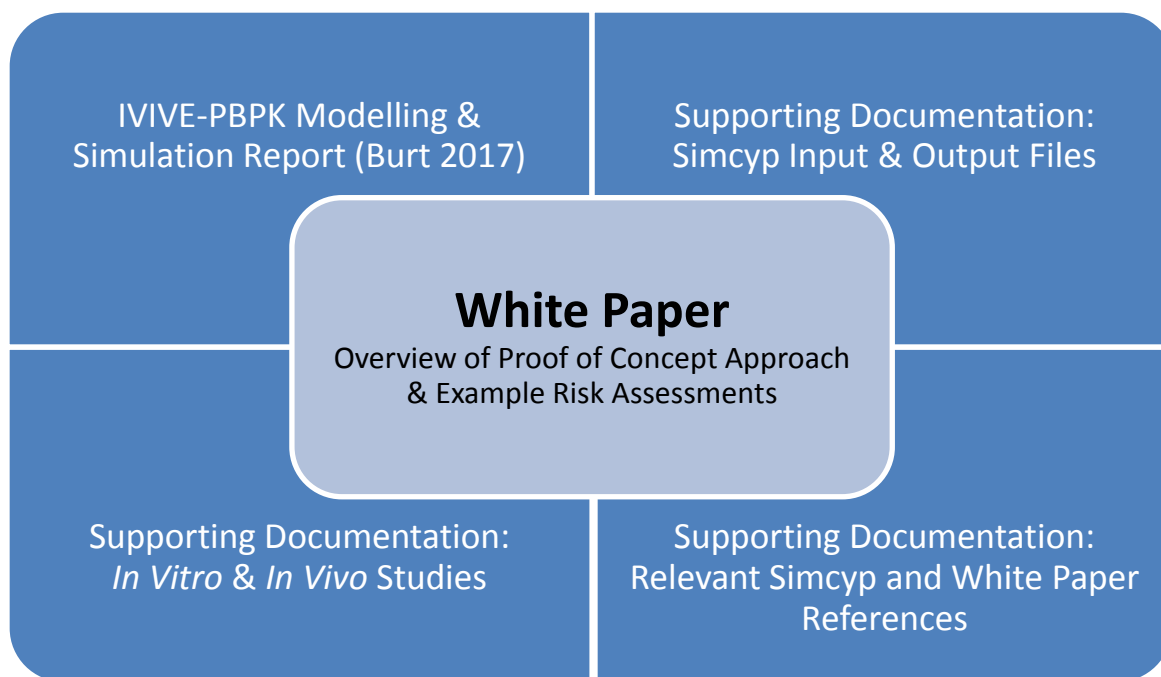 IVIVE-PBPK Modelling &
Simulation Report (Burt 2017)
Supporting Documentation:
Simcyp Input & Output Files
White Paper
Overview of Proof of Concept Approach
& Example Risk Assessments
Supporting Documentation:
In Vitro & In Vivo Studies
Supporting Documentation:
Relevant Simcyp and White Paper
References